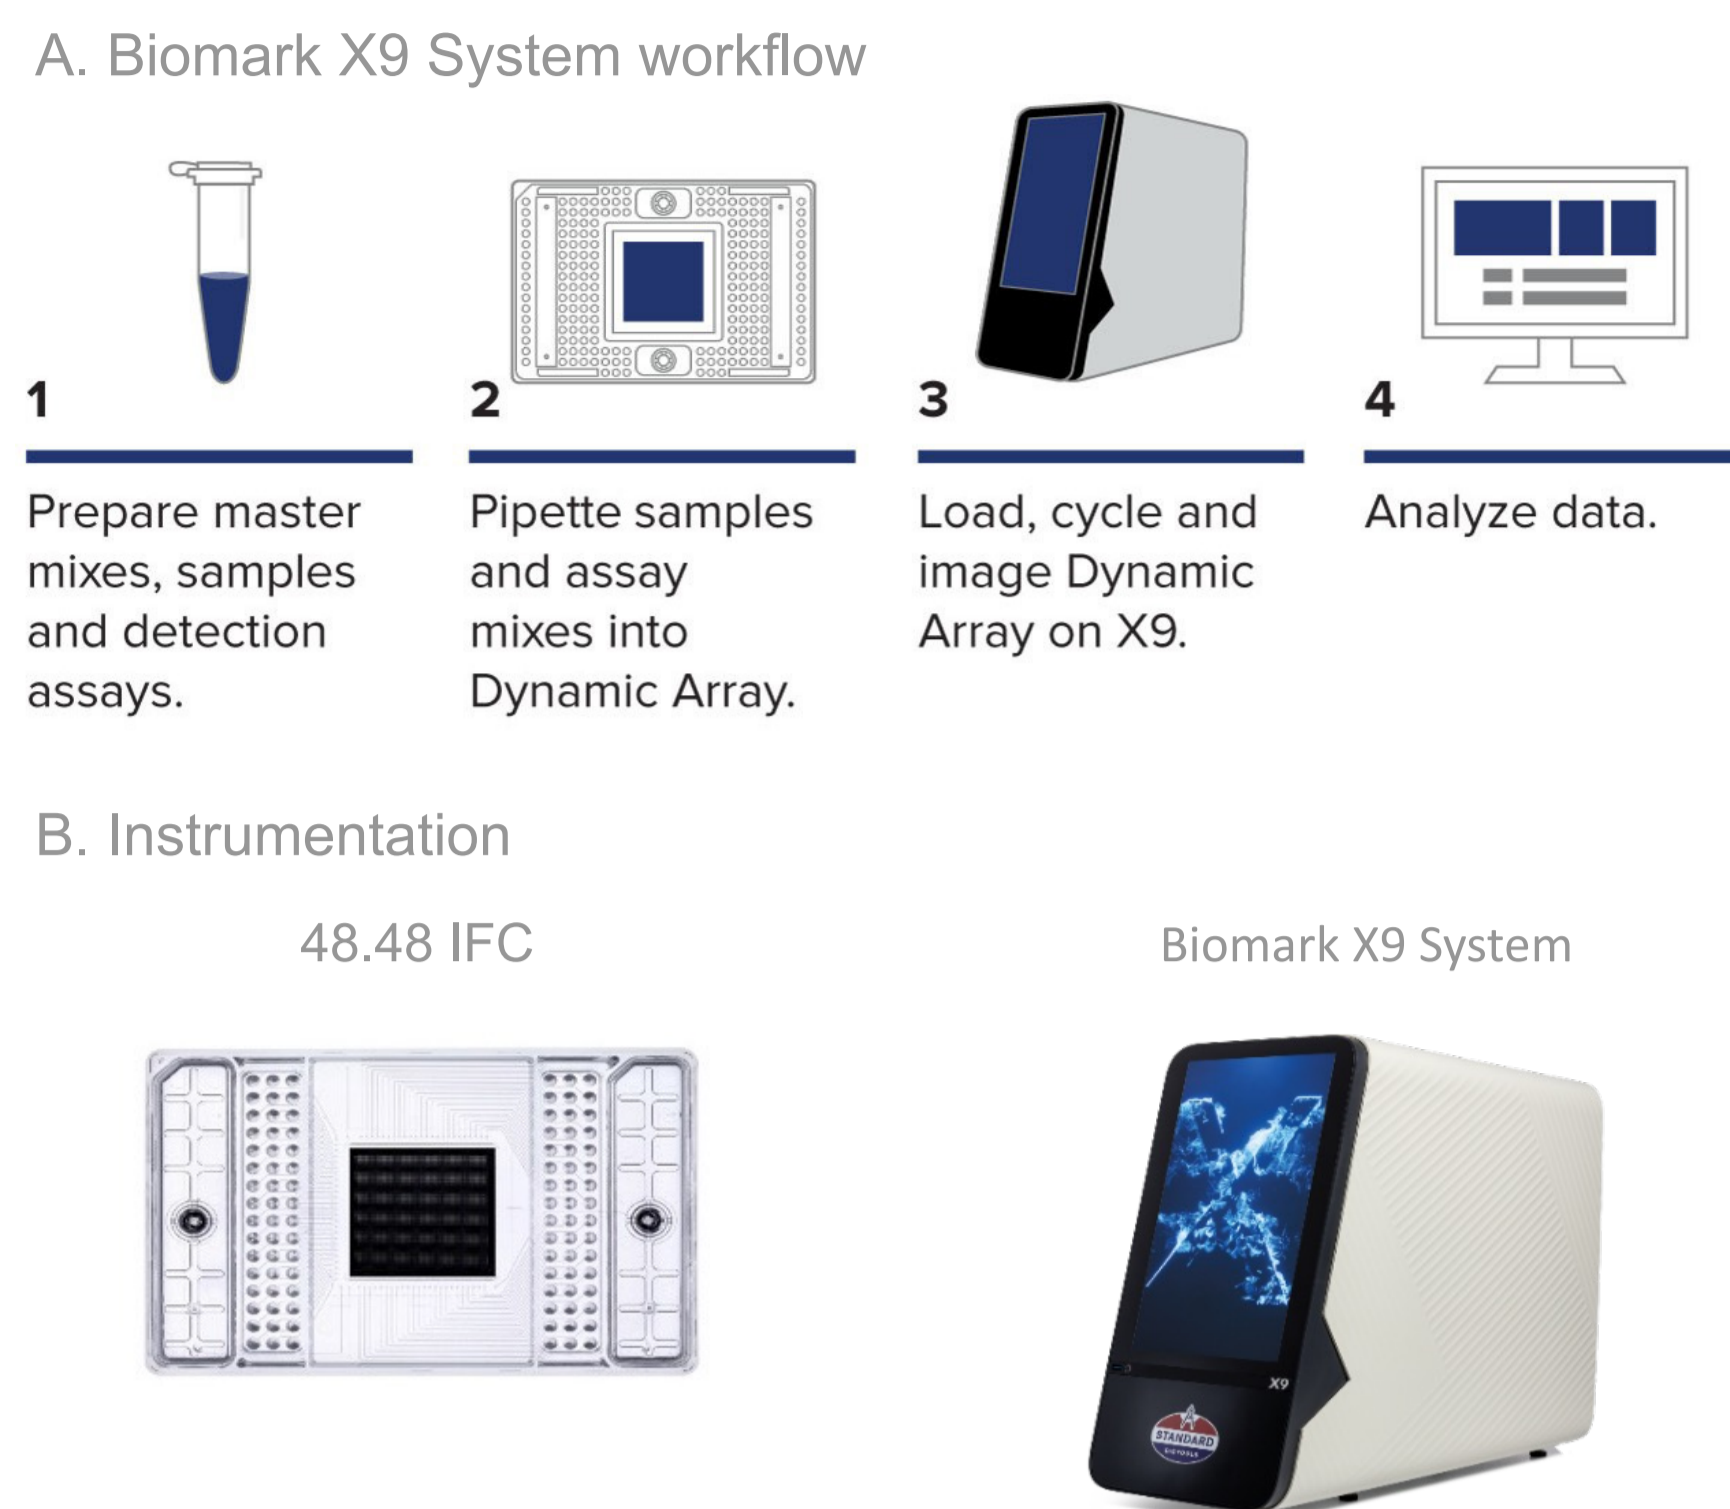 A. Biomark X9 System workflow
1
Prepare master
mixes, samples
and detection
assays.
2
Pipette samples
and assay
mixes into
Dynamic Array.
3
Load, cycle and
image Dynamic
Array on X9.
4
Analyze data.
B. Instrumentation
48.48 IFC
Biomark X9 System
X9
STANDARD
BIOTOOLS